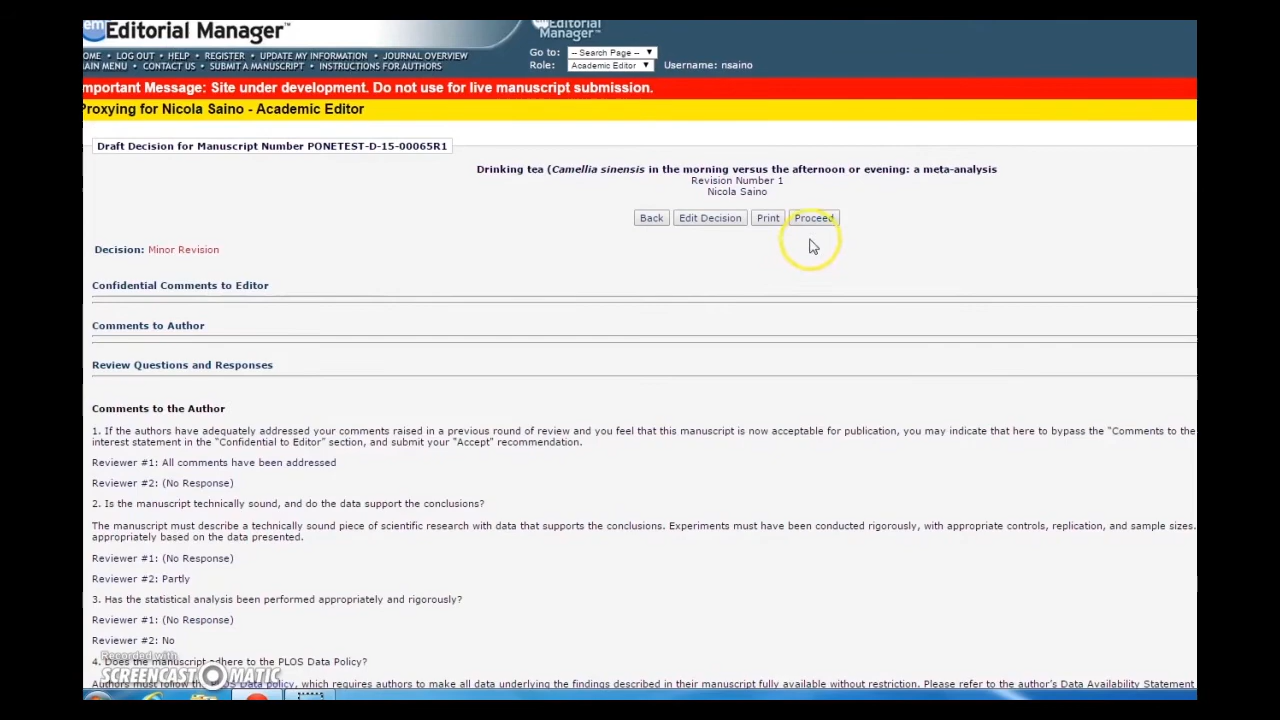 em Editorial Manager™
Editorial Manager™
OME • LOG OUT • HELP • REGISTER • UPDATE MY INFORMATION • JOURNAL OVERVIEW
AIN MENU • CONTACT US • SUBMIT A MANUSCRIPT • INSTRUCTIONS FOR AUTHORS
Go to: -- Search Page --
Role: Academic Editor Username: nsaino
mportant Message: Site under development. Do not use for live manuscript submission.
Proxying for Nicola Saino - Academic Editor
Draft Decision for Manuscript Number PONETEST-D-15-00065R1
Drinking tea (Camellia sinensis in the morning versus the afternoon or evening: a meta-analysis
Revision Number 1
Nicola Saino
Back Edit Decision Print Proceed
Decision: Minor Revision
Confidential Comments to Editor
Comments to Author
Review Questions and Responses
Comments to the Author
1. If the authors have adequately addressed your comments raised in a previous round of review and you feel that this manuscript is now acceptable for publication, you may indicate that here to bypass the "Comments to the
interest statement in the "Confidential to Editor" section, and submit your "Accept" recommendation.
Reviewer #1: All comments have been addressed
Reviewer #2: (No Response)
2. Is the manuscript technically sound, and do the data support the conclusions?
The manuscript must describe a technically sound piece of scientific research with data that supports the conclusions. Experiments must have been conducted rigorously, with appropriate controls, replication, and sample sizes.
appropriately based on the data presented.
Reviewer #1: (No Response)
Reviewer #2: Partly
3. Has the statistical analysis been performed appropriately and rigorously?
Reviewer #1: (No Response)
Reviewer #2: No
Recorded with
4. Does the manuscript adhere to the PLOS Data Policy?
SCREENCAST-O-MATIC
Authors must follow the PLOS Data policy, which requires authors to make all data underlying the findings described in their manuscript fully available without restriction. Please refer to the author's Data Availability Statement